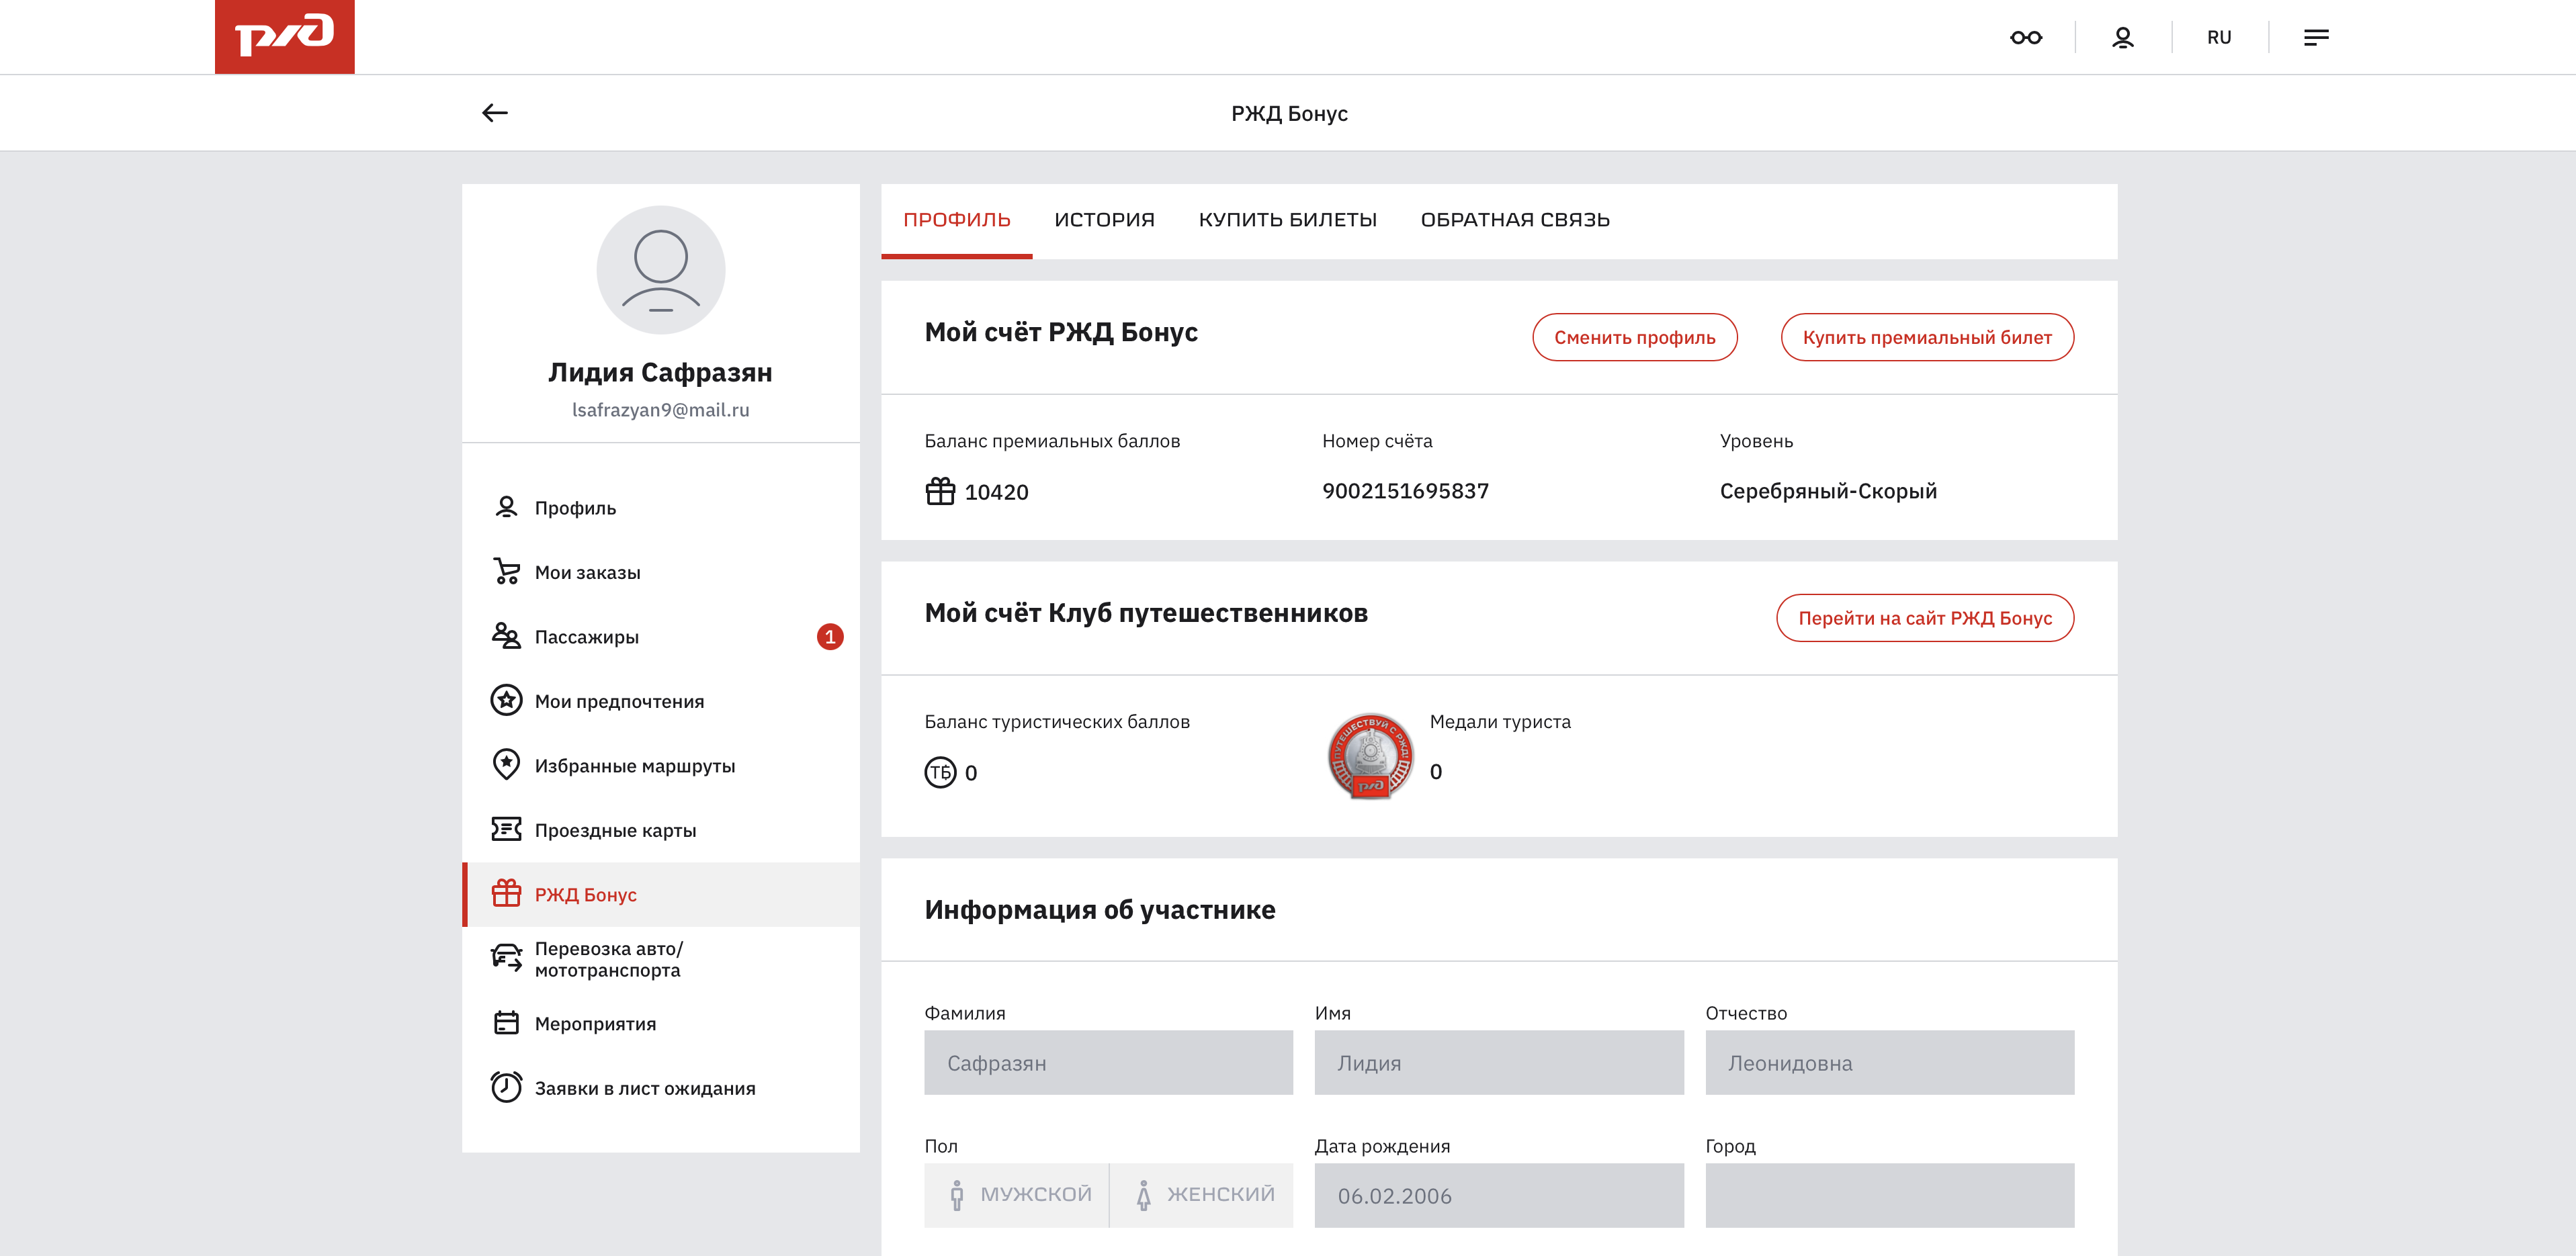 РЖД
RU
РЖД Бонус
Лидия Сафразян
lsafrazyan9@mail.ru
Профиль
Мои заказы
Пассажиры 1
Мои предпочтения
Избранные маршруты
Проездные карты
РЖД Бонус
Перевозка авто/
мототранспорта
Мероприятия
Заявки в лист ожидания
ПРОФИЛЬ ИСТОРИЯ КУПИТЬ БИЛЕТЫ ОБРАТНАЯ СВЯЗЬ
Мой счёт РЖД Бонус Сменить профиль Купить премиальный билет
Баланс премиальных баллов Номер счёта Уровень
10420 9002151695837 Серебряный-Скорый
Мой счёт Клуб путешественников Перейти на сайт РЖД Бонус
Баланс туристических баллов Медали туриста
ТБ 0 0
ПУТЕШЕСТВУЙ С РЖД!
РЖД
Информация об участнике
Фамилия Имя Отчество
Сафразян Лидия Леонидовна
Пол Дата рождения Город
МУЖСКОЙ ЖЕНСКИЙ 06.02.2006